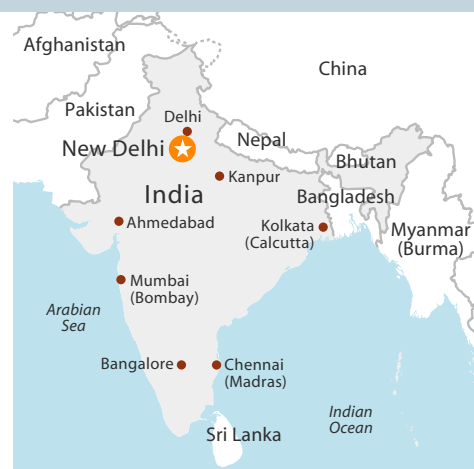 Afghanistan
China
Pakistan
Delhi
New Delhi
Nepal
Bhutan
Kanpur
India
Bangladesh
Ahmedabad
Kolkata
(Calcutta)
Myanmar
(Burma)
Mumbai
(Bombay)
Arabian
Sea
Bangalore
Chennai
(Madras)
Indian
Ocean
Sri Lanka